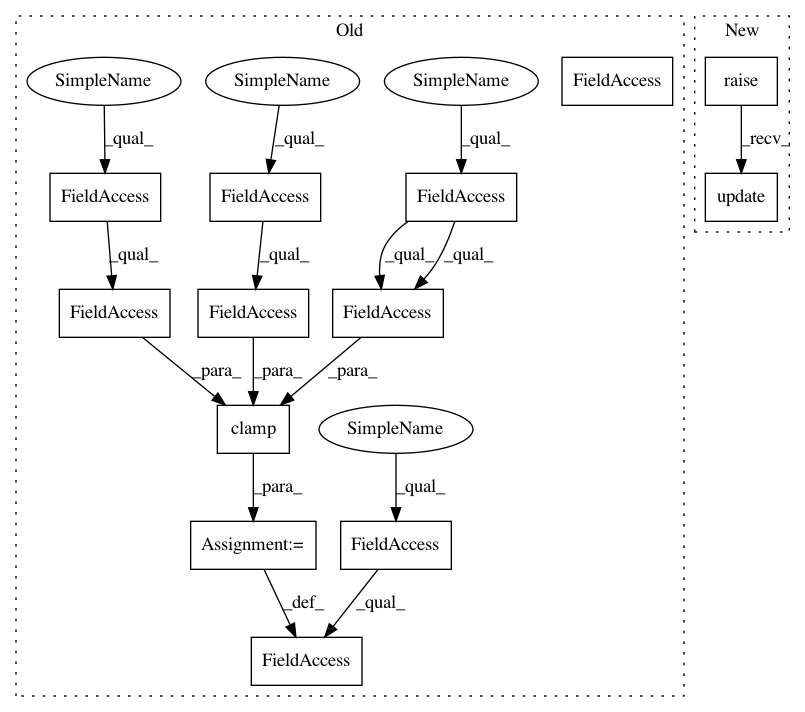 Old
New
SimpleName
SimpleName
SimpleName
FieldAccess
raise
_qual_
_qual_
_qual_
_recv_
FieldAccess
FieldAccess
FieldAccess
update
_qual_
_qual_
_qual_
_qual_
FieldAccess
FieldAccess
FieldAccess
_para_
_para_
_para_
clamp
SimpleName
_para_
_qual_
Assignment:=
FieldAccess
_def_
_qual_
FieldAccess